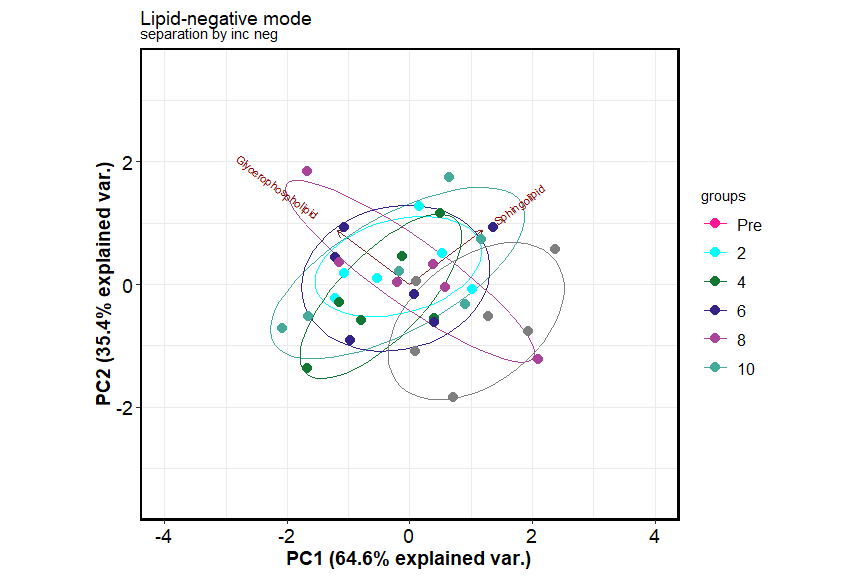 Lipid-negative mode
separation by inc neg
Glycerophospholipid
Sphingolipid
PC2 (35.4% explained var.)
2
0
-2
-4
-2
0
2
4
PC1 (64.6% explained var.)
groups
Pre
2
4
6
8
10